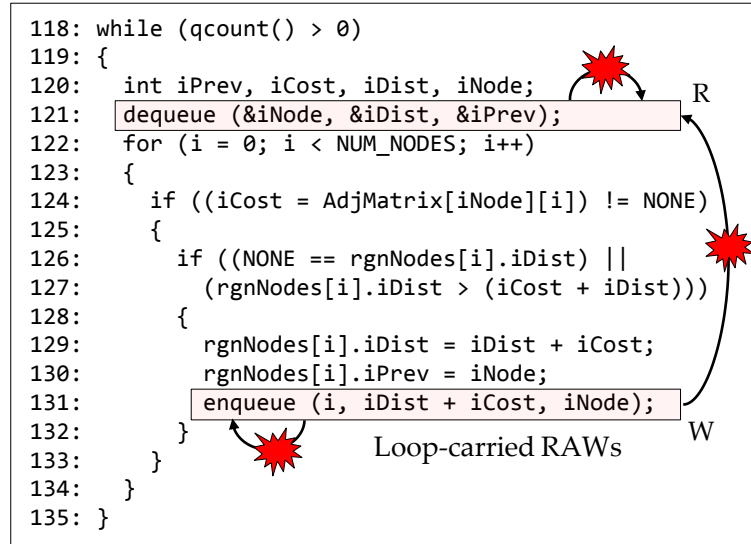 118: while (qcount() > 0)
119: {
120:   int iPrev, iCost, iDist, iNode;
121:   dequeue (&iNode, &iDist, &iPrev);   R
122:   for (i = 0; i < NUM_NODES; i++)
123:   {
124:     if ((iCost = AdjMatrix[iNode][i]) != NONE)
125:     {
126:       if ((NONE == rgnNodes[i].iDist) ||
127:         (rgnNodes[i].iDist > (iCost + iDist)))
128:       {
129:         rgnNodes[i].iDist = iDist + iCost;
130:         rgnNodes[i].iPrev = iNode;
131:         enqueue (i, iDist + iCost, iNode);   W
132:       }   Loop-carried RAWs
133:     }
134:   }
135: }